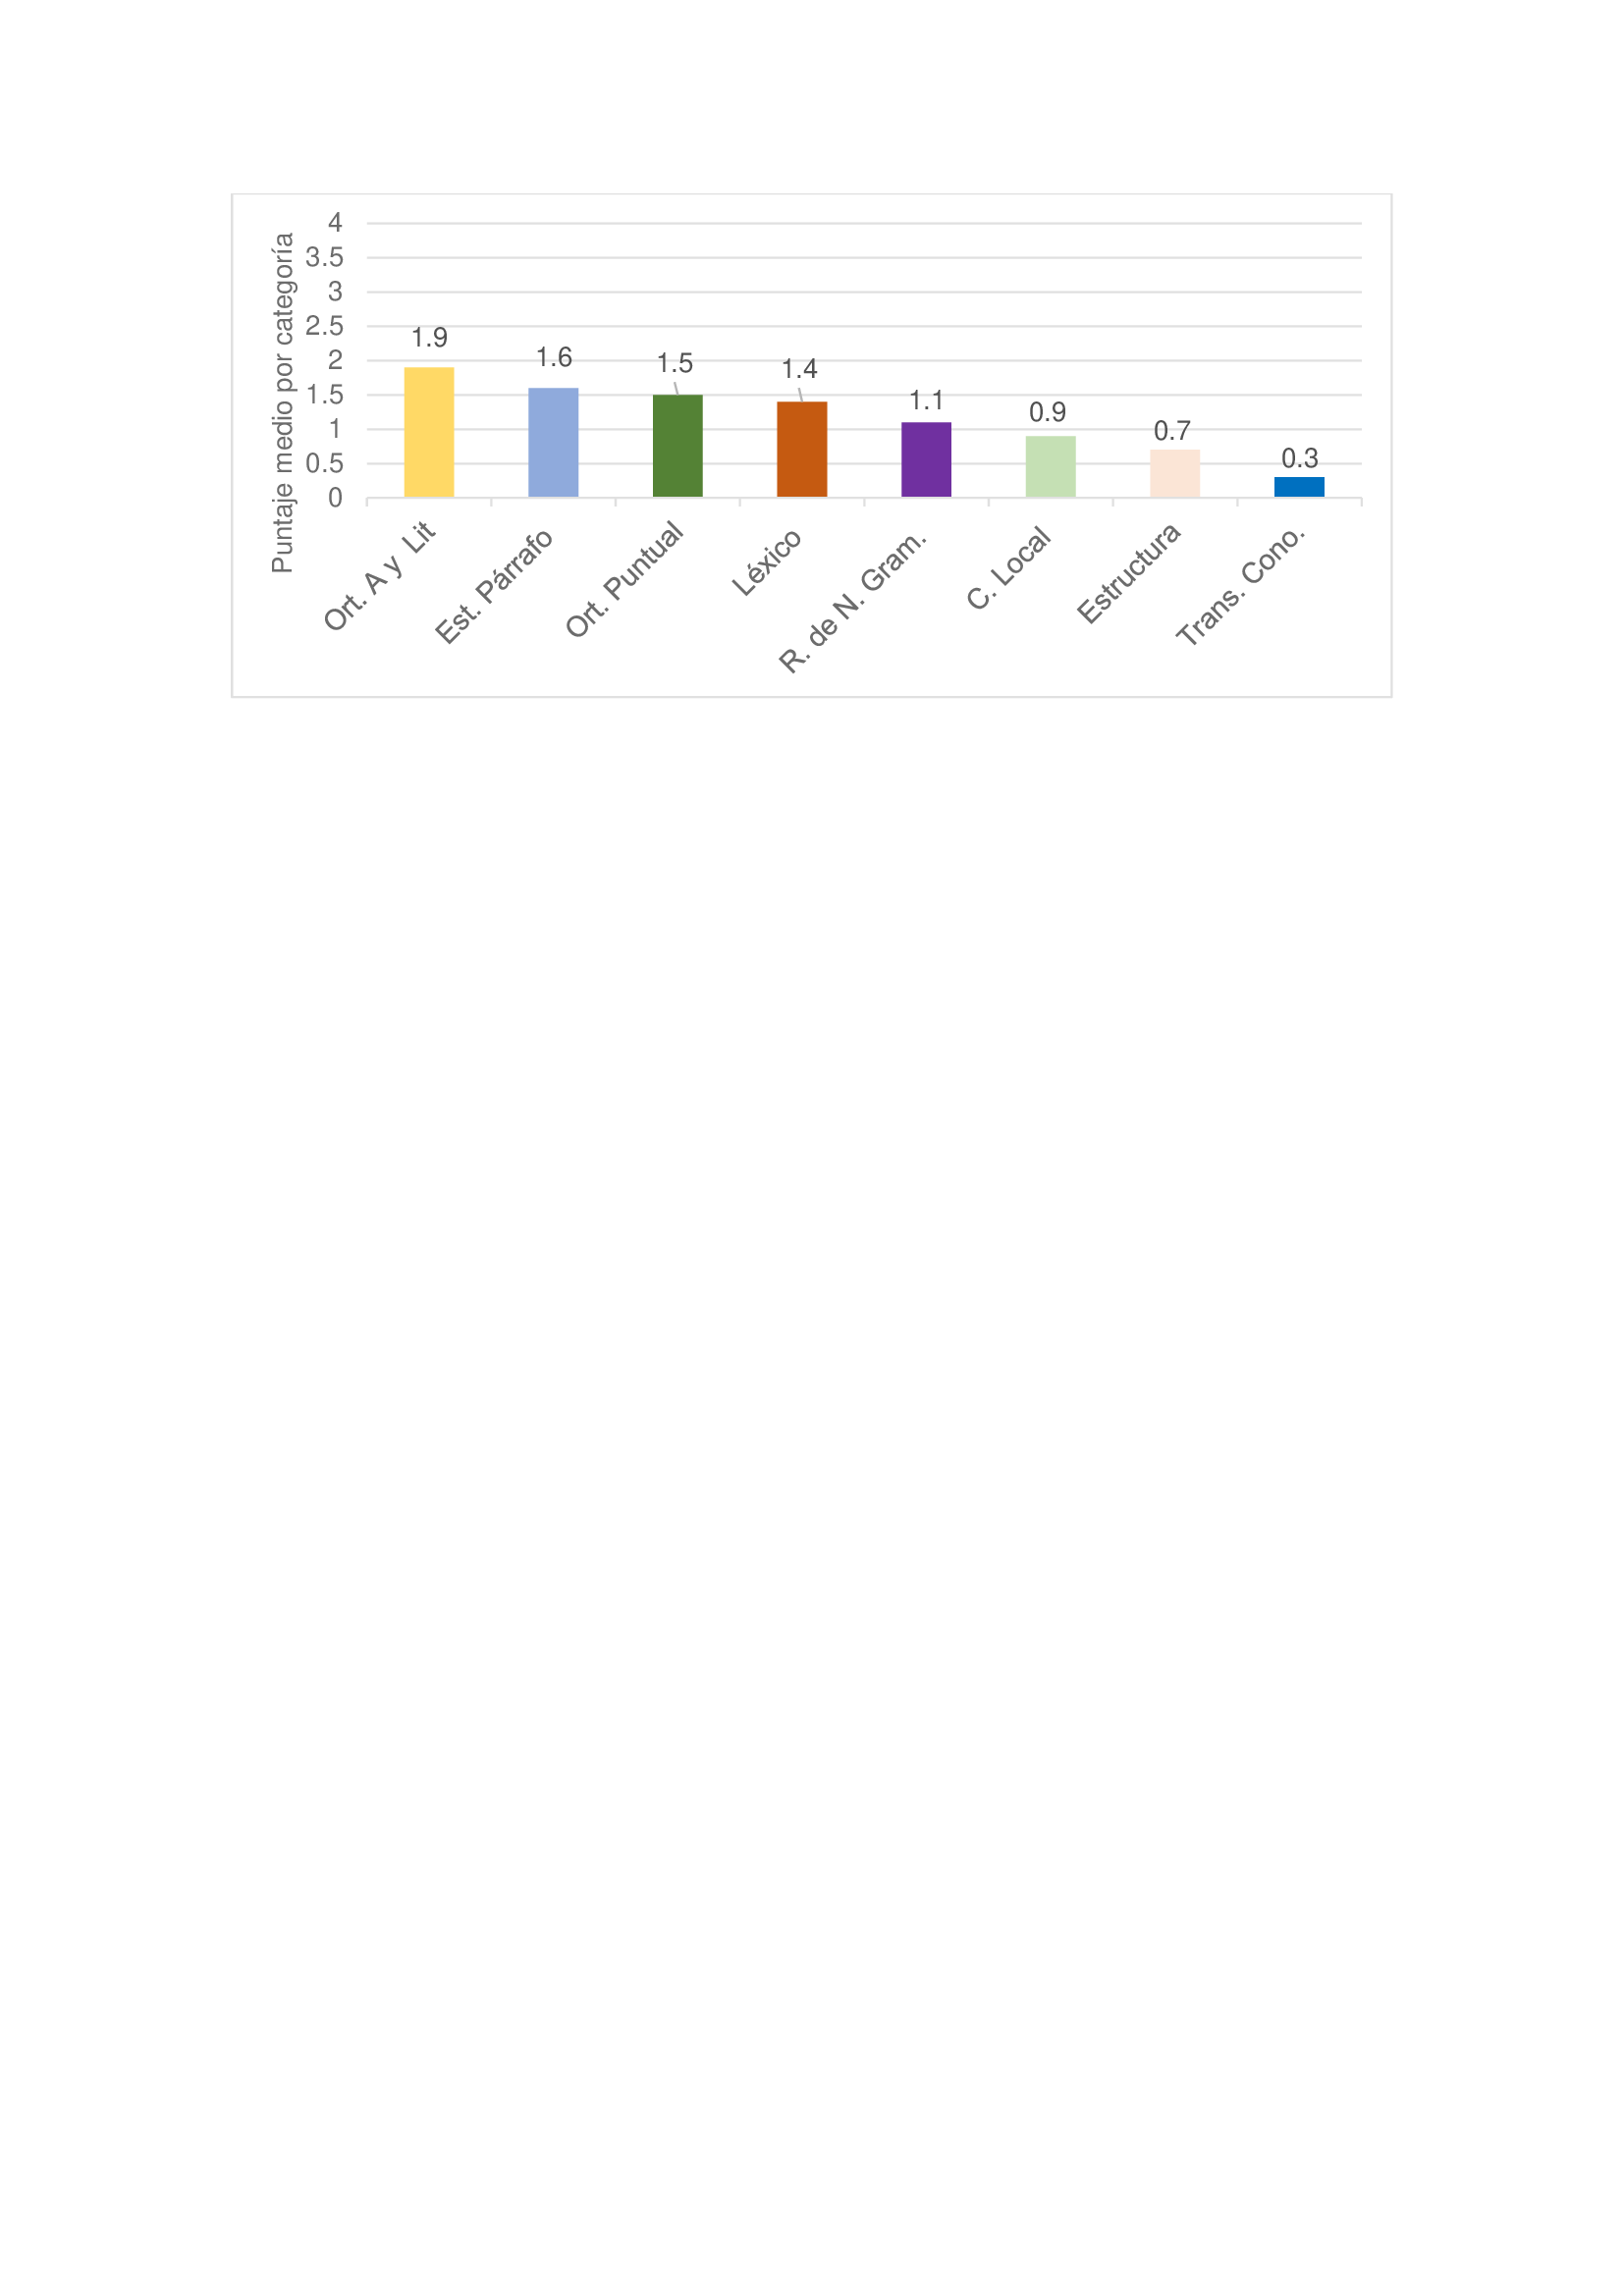 Puntaje medio por categoría
4
3.5
3
2.5
2
1.5
1
0.5
0
1.9
1.6
1.5
1.4
1.1
0.9
0.7
0.3
Ort. A y Lit
Est. Párrafo
Ort. Puntual
Léxico
R. de N. Gram.
C. Local
Estructura
Trans. Cono.